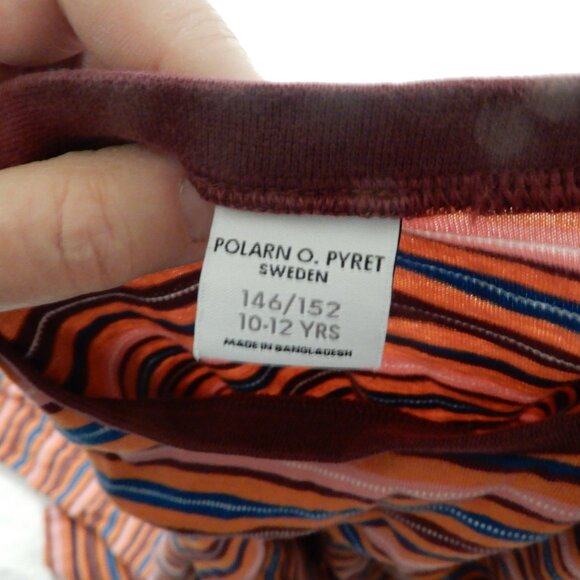 POLARN O. PYRET
SWEDEN
146/152
10-12 YRS
MADE IN BANGLADESH